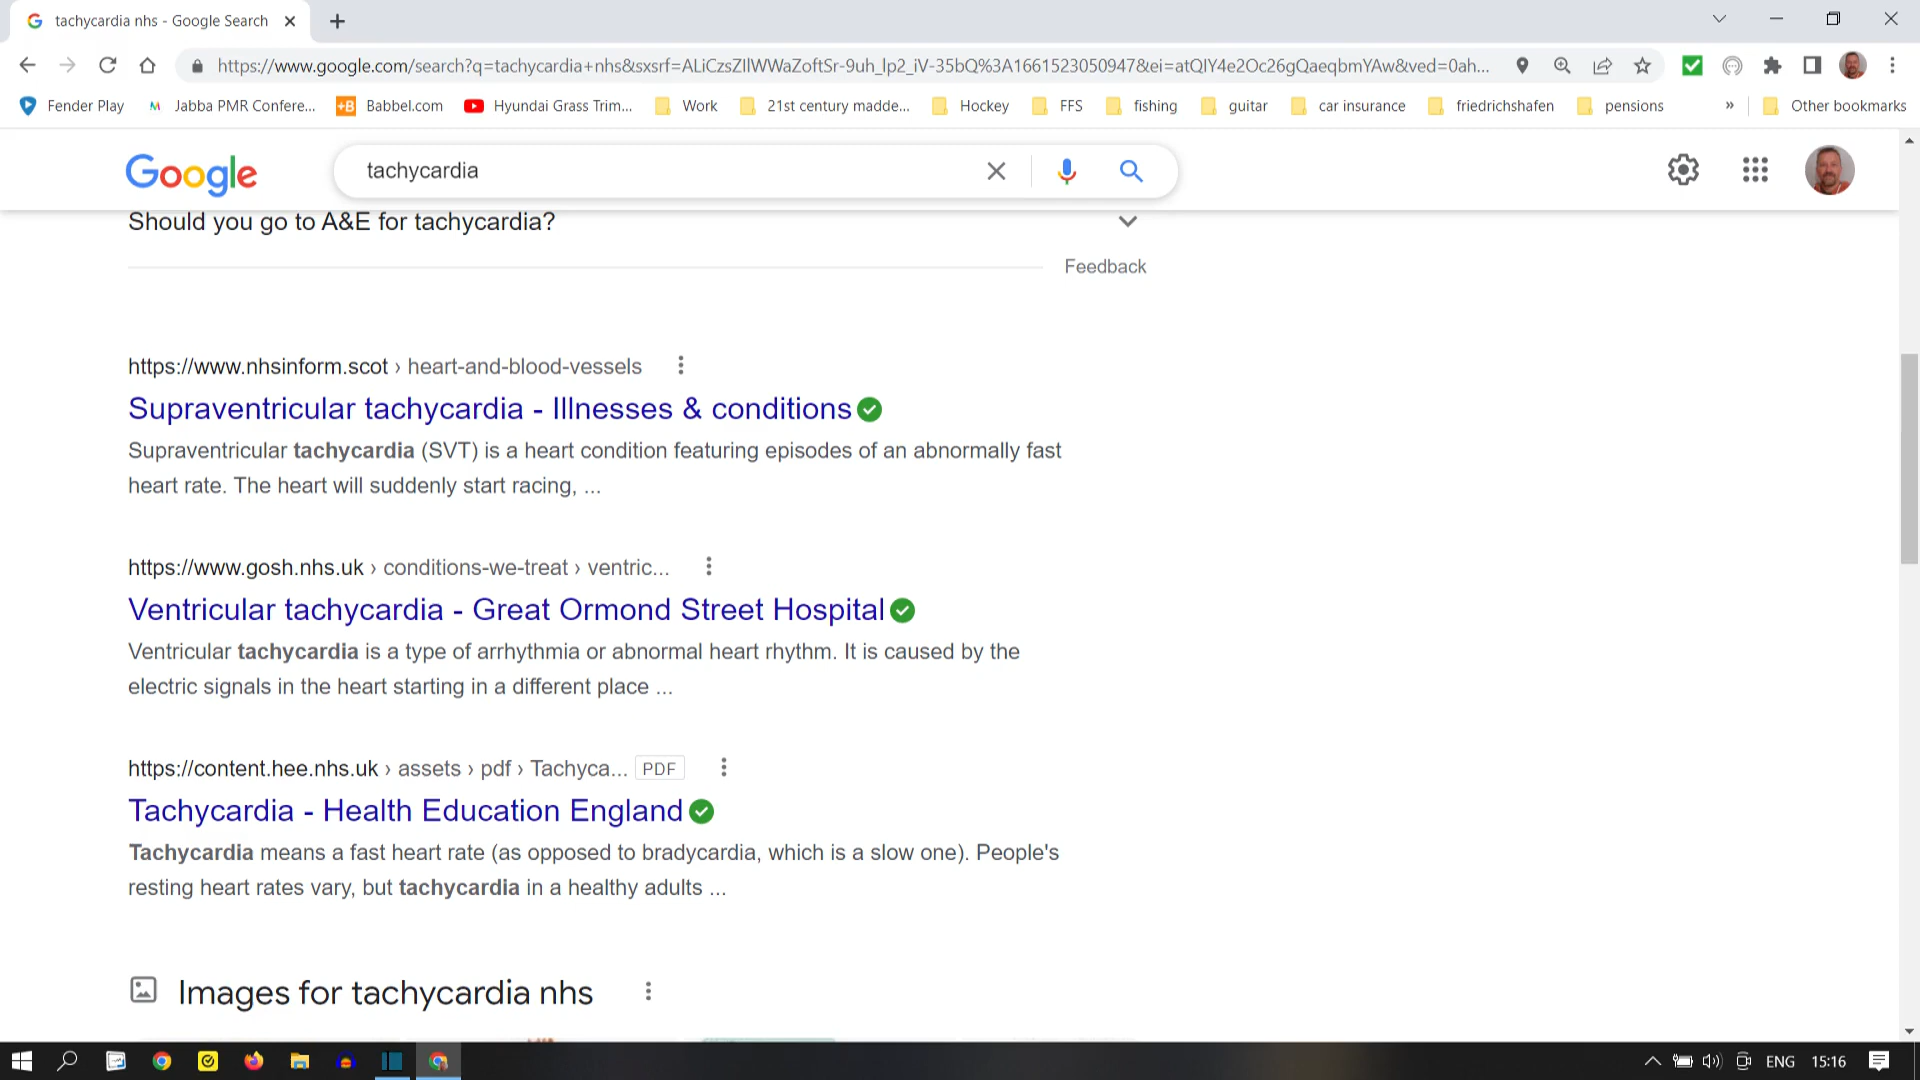 tachycardia nhs - Google Search
https://www.google.com/search?q=tachycardia+nhs&sxsrf=ALiCzsZIlWWaZoftSr-9uh_lp2_iV-35bQ%3A1661523050947&ei=atQIY4e2Oc26gQaeqbmYAw&ved=0ah...
Fender Play Jabba PMR Confere... Babbel.com Hyundai Grass Trim... Work 21st century madde... Hockey FFS fishing guitar car insurance friedrichshafen pensions » Other bookmarks
Google tachycardia
Should you go to A&E for tachycardia?
Feedback
https://www.nhsinform.scot › heart-and-blood-vessels
Supraventricular tachycardia - Illnesses & conditions
Supraventricular tachycardia (SVT) is a heart condition featuring episodes of an abnormally fast
heart rate. The heart will suddenly start racing, ...
https://www.gosh.nhs.uk › conditions-we-treat › ventric...
Ventricular tachycardia - Great Ormond Street Hospital
Ventricular tachycardia is a type of arrhythmia or abnormal heart rhythm. It is caused by the
electric signals in the heart starting in a different place ...
https://content.hee.nhs.uk › assets › pdf › Tachyca... PDF
Tachycardia - Health Education England
Tachycardia means a fast heart rate (as opposed to bradycardia, which is a slow one). People's
resting heart rates vary, but tachycardia in a healthy adults ...
Images for tachycardia nhs
ENG 15:16